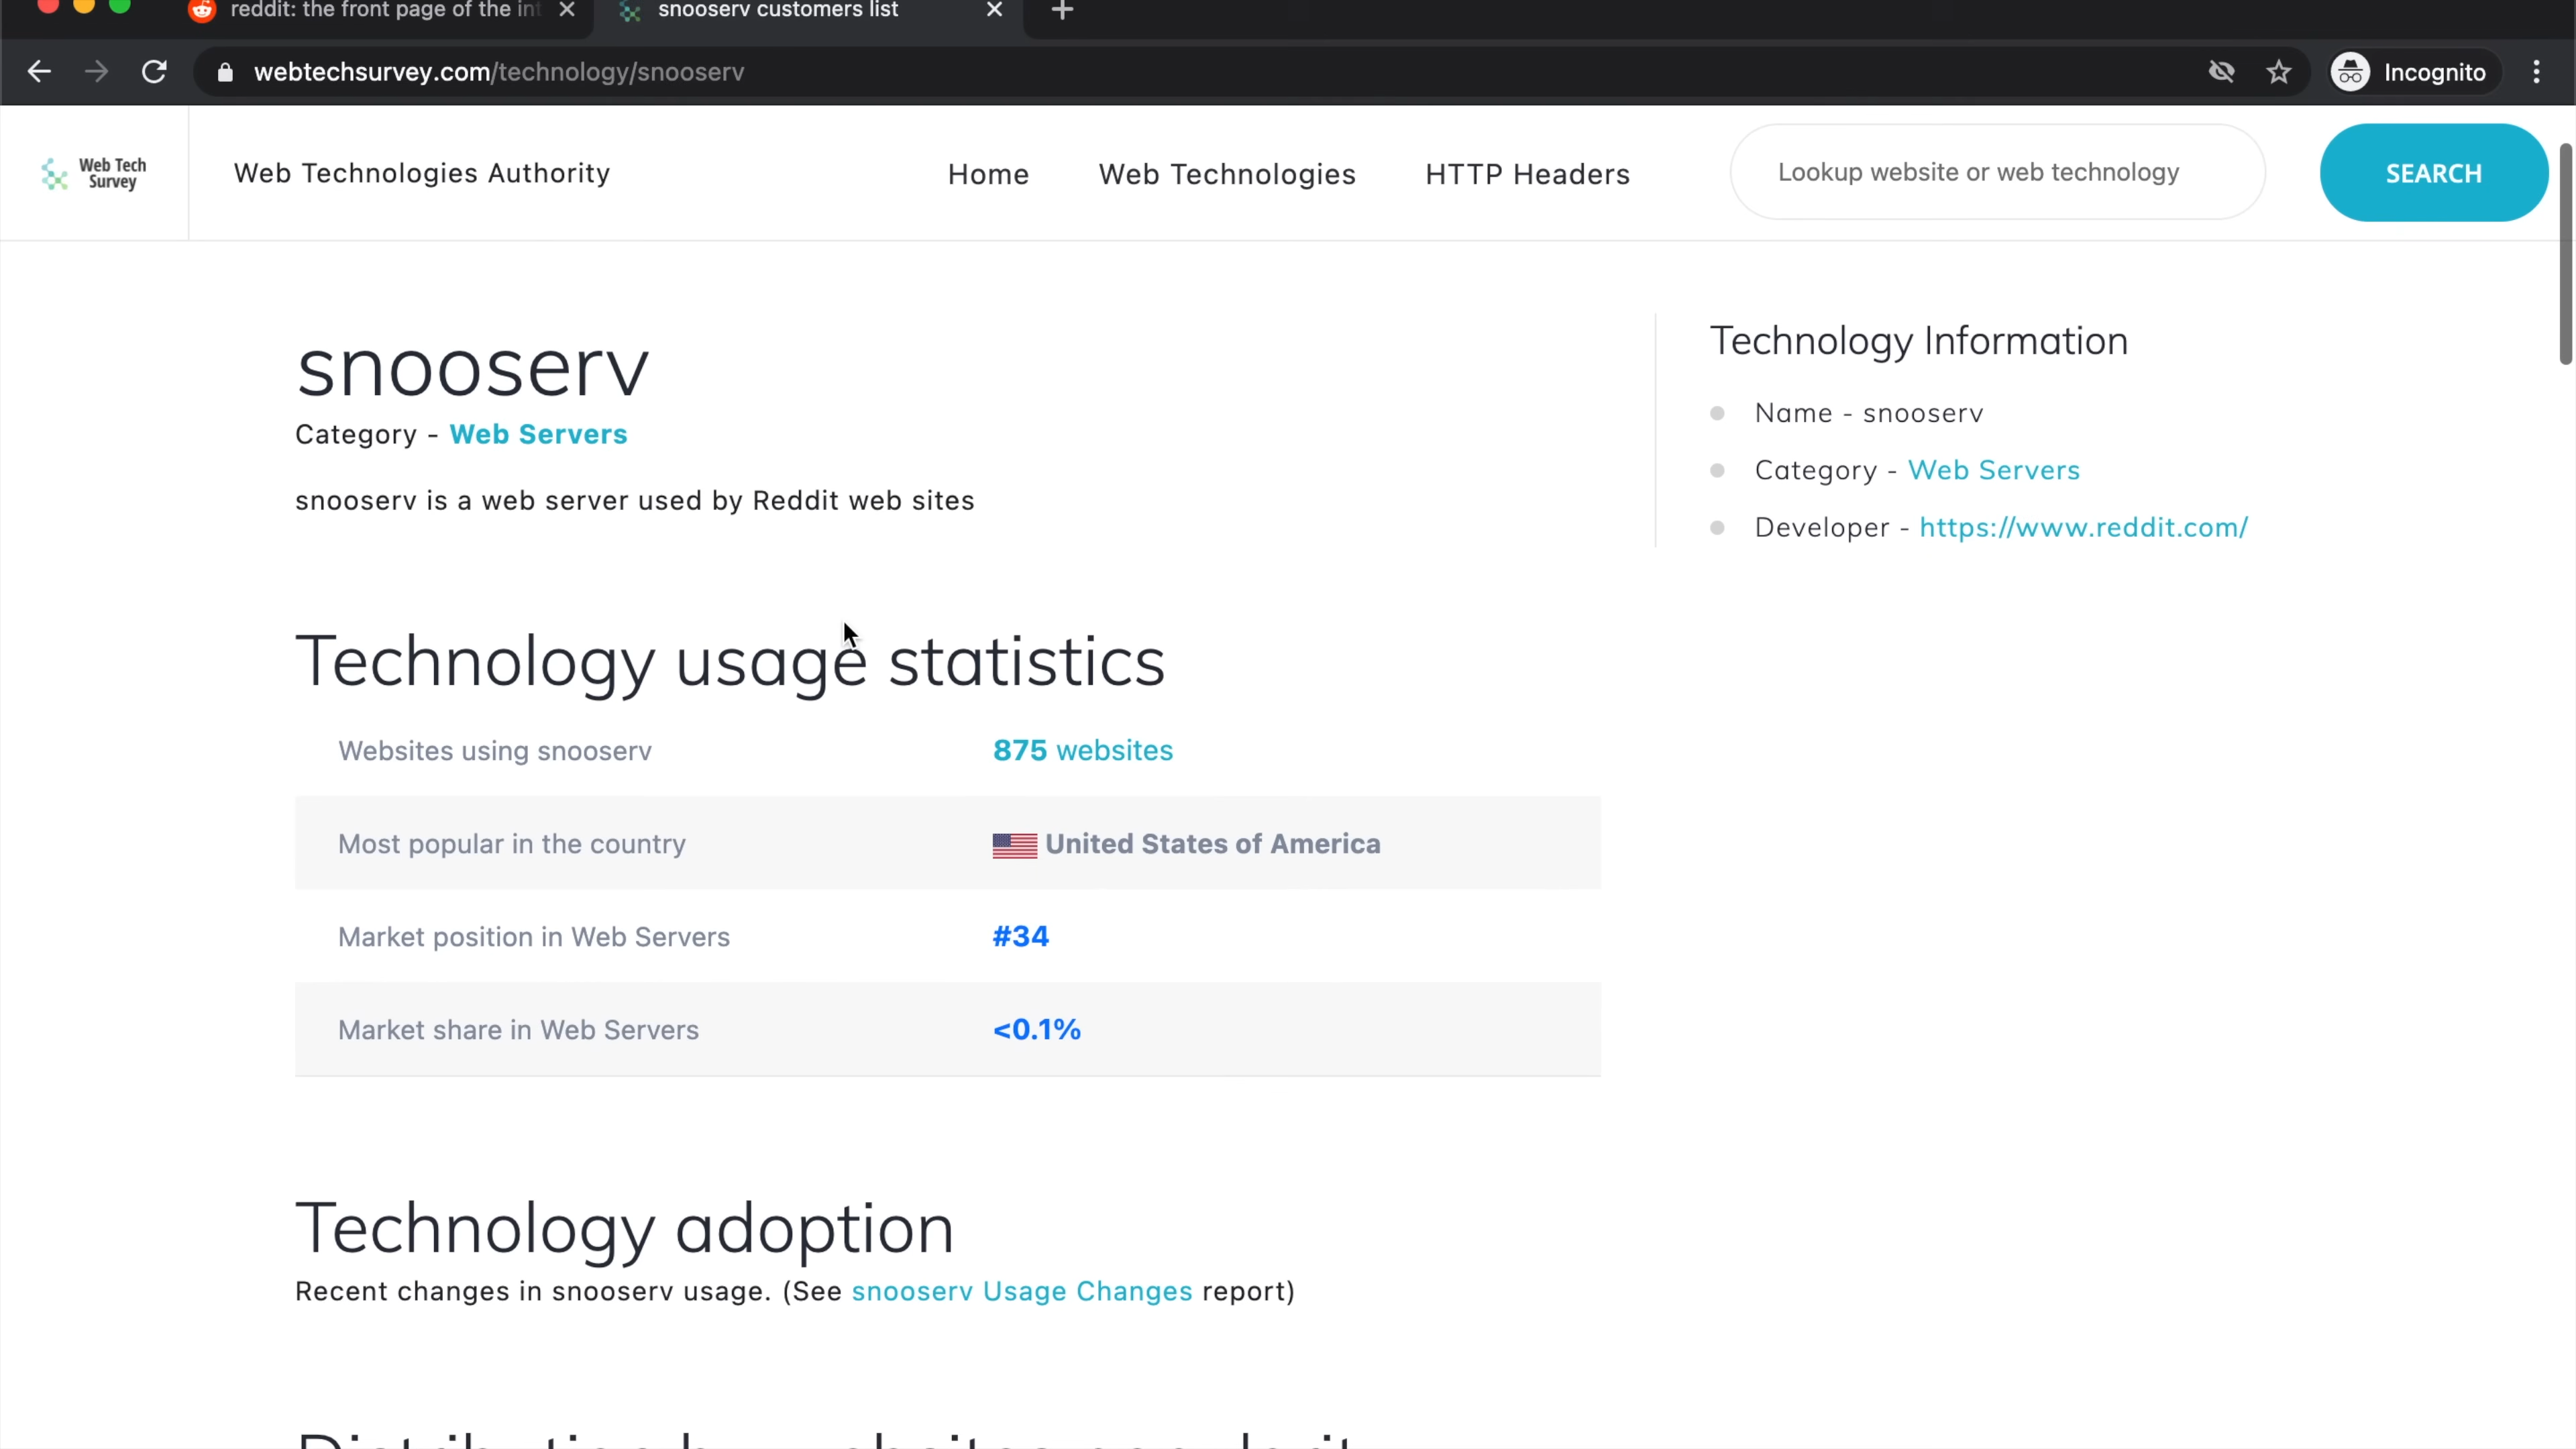 reddit: the front page of the int
snooserv customers list
webtechsurvey.com/technology/snooserv
Incognito
Web Tech
Survey
Web Technologies Authority
Home
Web Technologies
HTTP Headers
Lookup website or web technology
SEARCH
snooserv
Category - Web Servers
snooserv is a web server used by Reddit web sites
Technology Information
Name - snooserv
Category - Web Servers
Developer - https://www.reddit.com/
Technology usage statistics
Websites using snooserv 875 websites
Most popular in the country United States of America
Market position in Web Servers #34
Market share in Web Servers <0.1%
Technology adoption
Recent changes in snooserv usage. (See snooserv Usage Changes report)